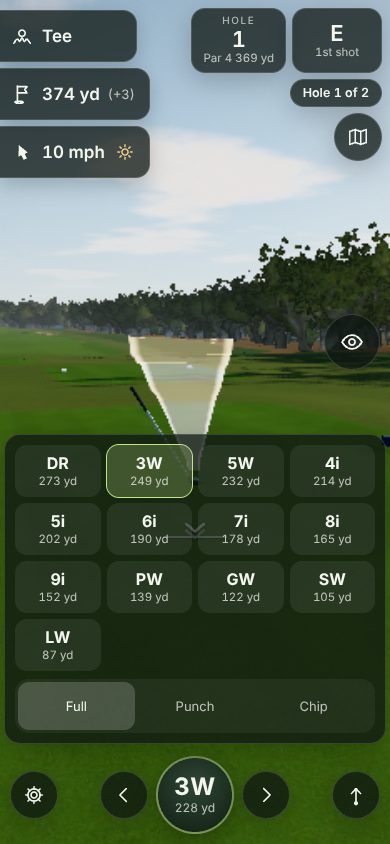 Tee
HOLE
1
Par 4 369 yd
E
1st shot
374 yd (+3)
Hole 1 of 2
10 mph
DR
273 yd
3W
249 yd
5W
232 yd
4i
214 yd
5i
202 yd
6i
190 yd
7i
178 yd
8i
165 yd
9i
152 yd
PW
139 yd
GW
122 yd
SW
105 yd
LW
87 yd
Full
Punch
Chip
3W
228 yd